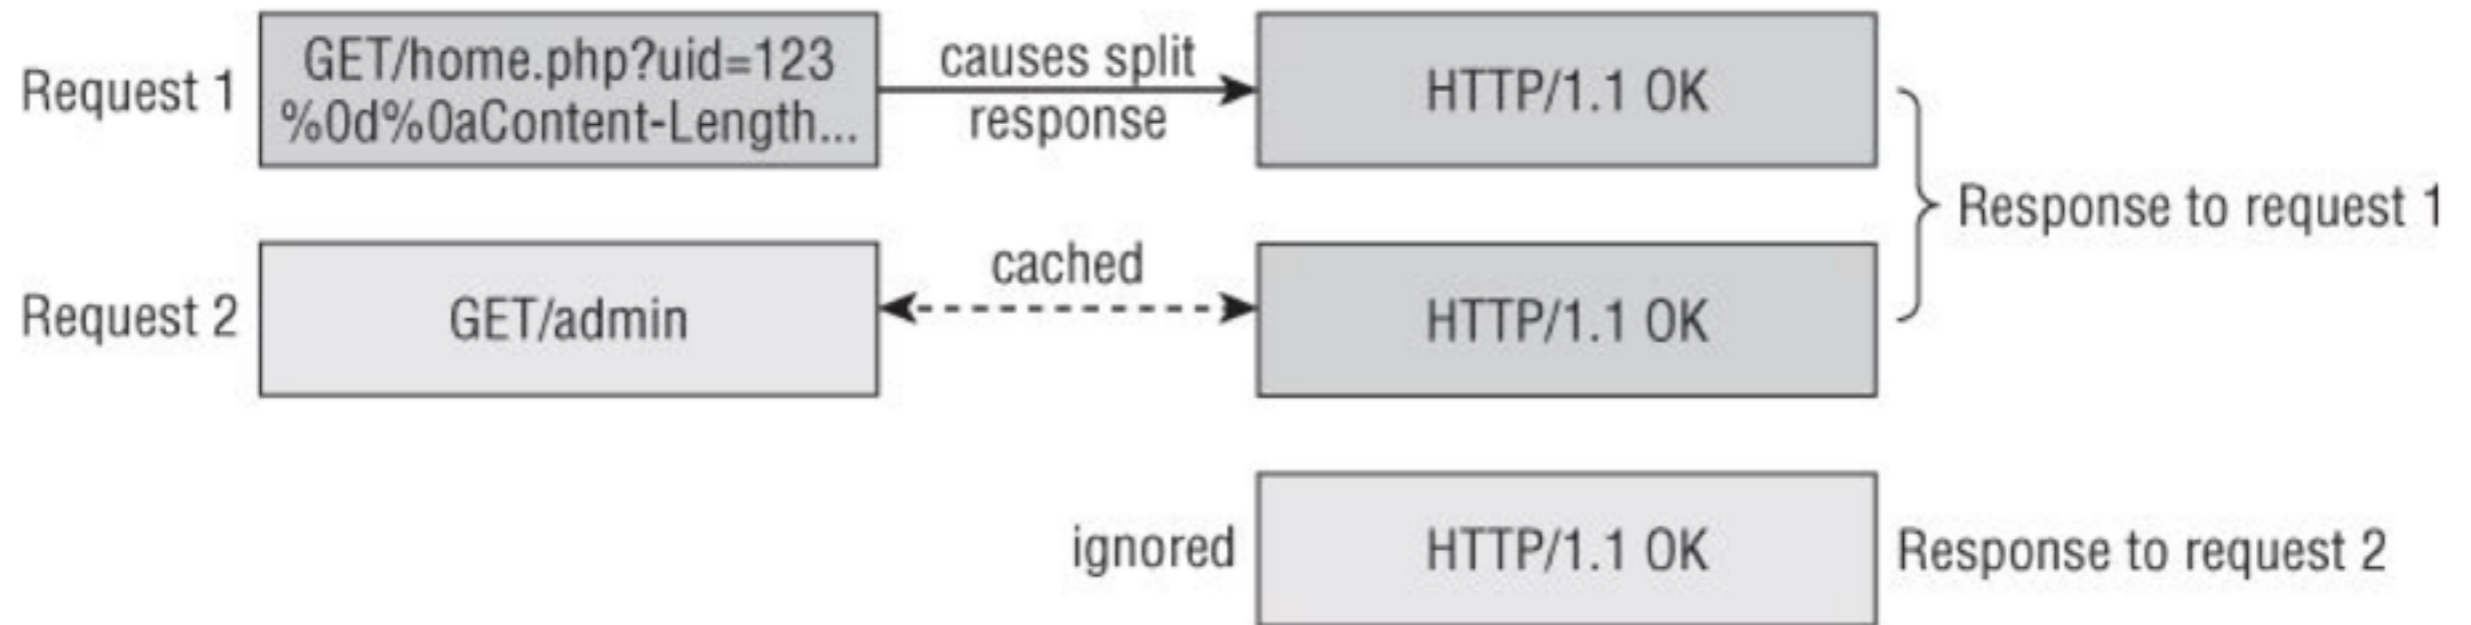 Request 1
GET/home.php?uid=123
%0d%0aContent-Length...
causes split
response
HTTP/1.1 OK
Response to request 1
Request 2
GET/admin
cached
HTTP/1.1 OK
ignored
HTTP/1.1 OK
Response to request 2